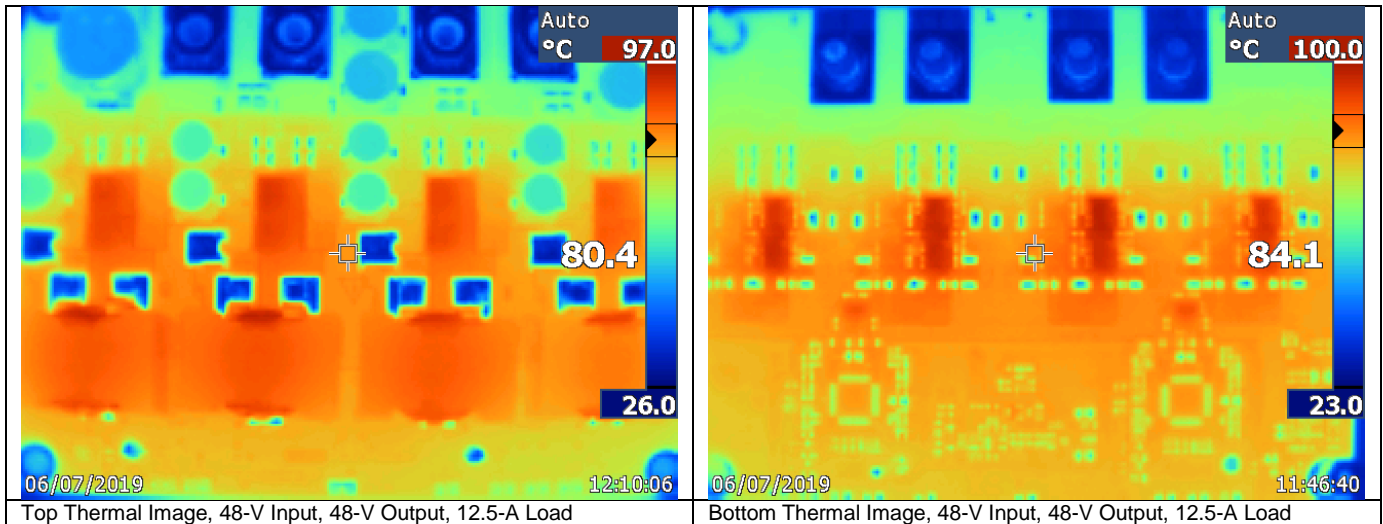 Auto
°C 97.0
80.4
26.0
06/07/2019 12:10:06
Top Thermal Image, 48-V Input, 48-V Output, 12.5-A Load
Auto
°C 100.0
84.1
23.0
06/07/2019 11:46:40
Bottom Thermal Image, 48-V Input, 48-V Output, 12.5-A Load